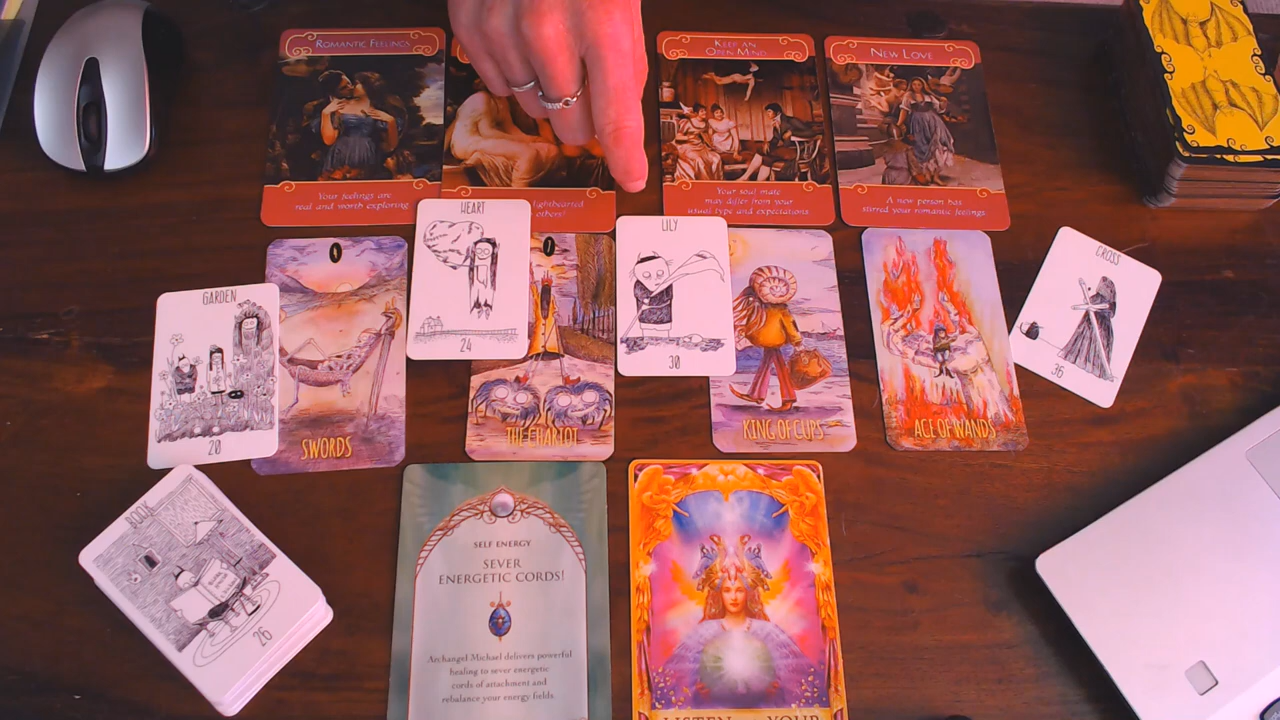 ROMANTIC FEELINGS
Your feelings are
real and worth exploring.
lighthearted
others!
KEEP AN
OPEN MIND
Your soul mate
may differ from your
usual type and expectations.
NEW LOVE
A new person has
stirred your romantic feelings.
GARDEN
20
HEART
24
LILY
30
CROSS
36
SWORDS
THE CHARIOT
KING OF CUPS
ACE OF WANDS
BOOK
26
SELF ENERGY
SEVER
ENERGETIC CORDS!
Archangel Michael delivers powerful
healing to sever energetic
cords of attachment and
rebalance your energy fields.
LISTEN YOUR